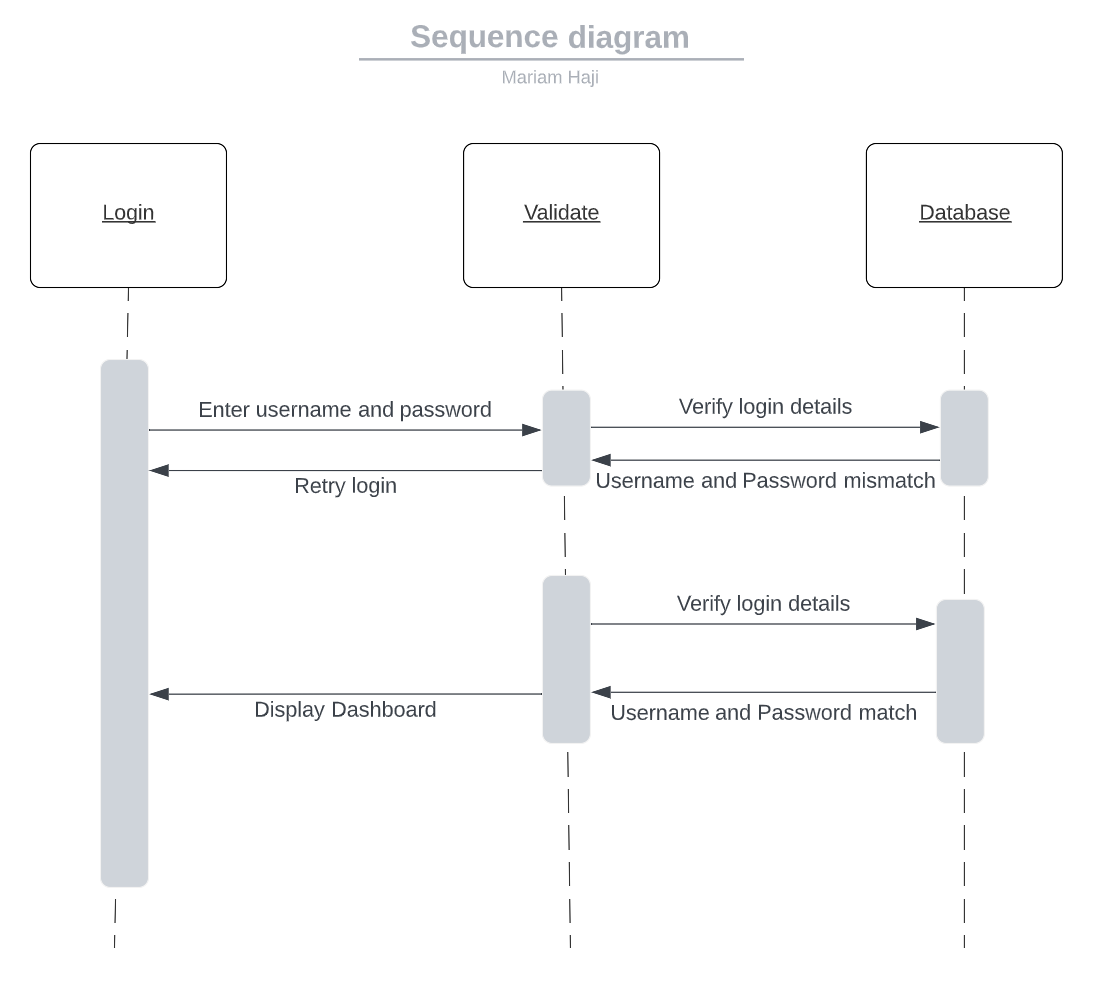 Sequence diagram
Mariam Haji
Login
Validate
Database
Enter username and password
Verify login details
Retry login
Username and Password mismatch
Verify login details
Display Dashboard
Username and Password match